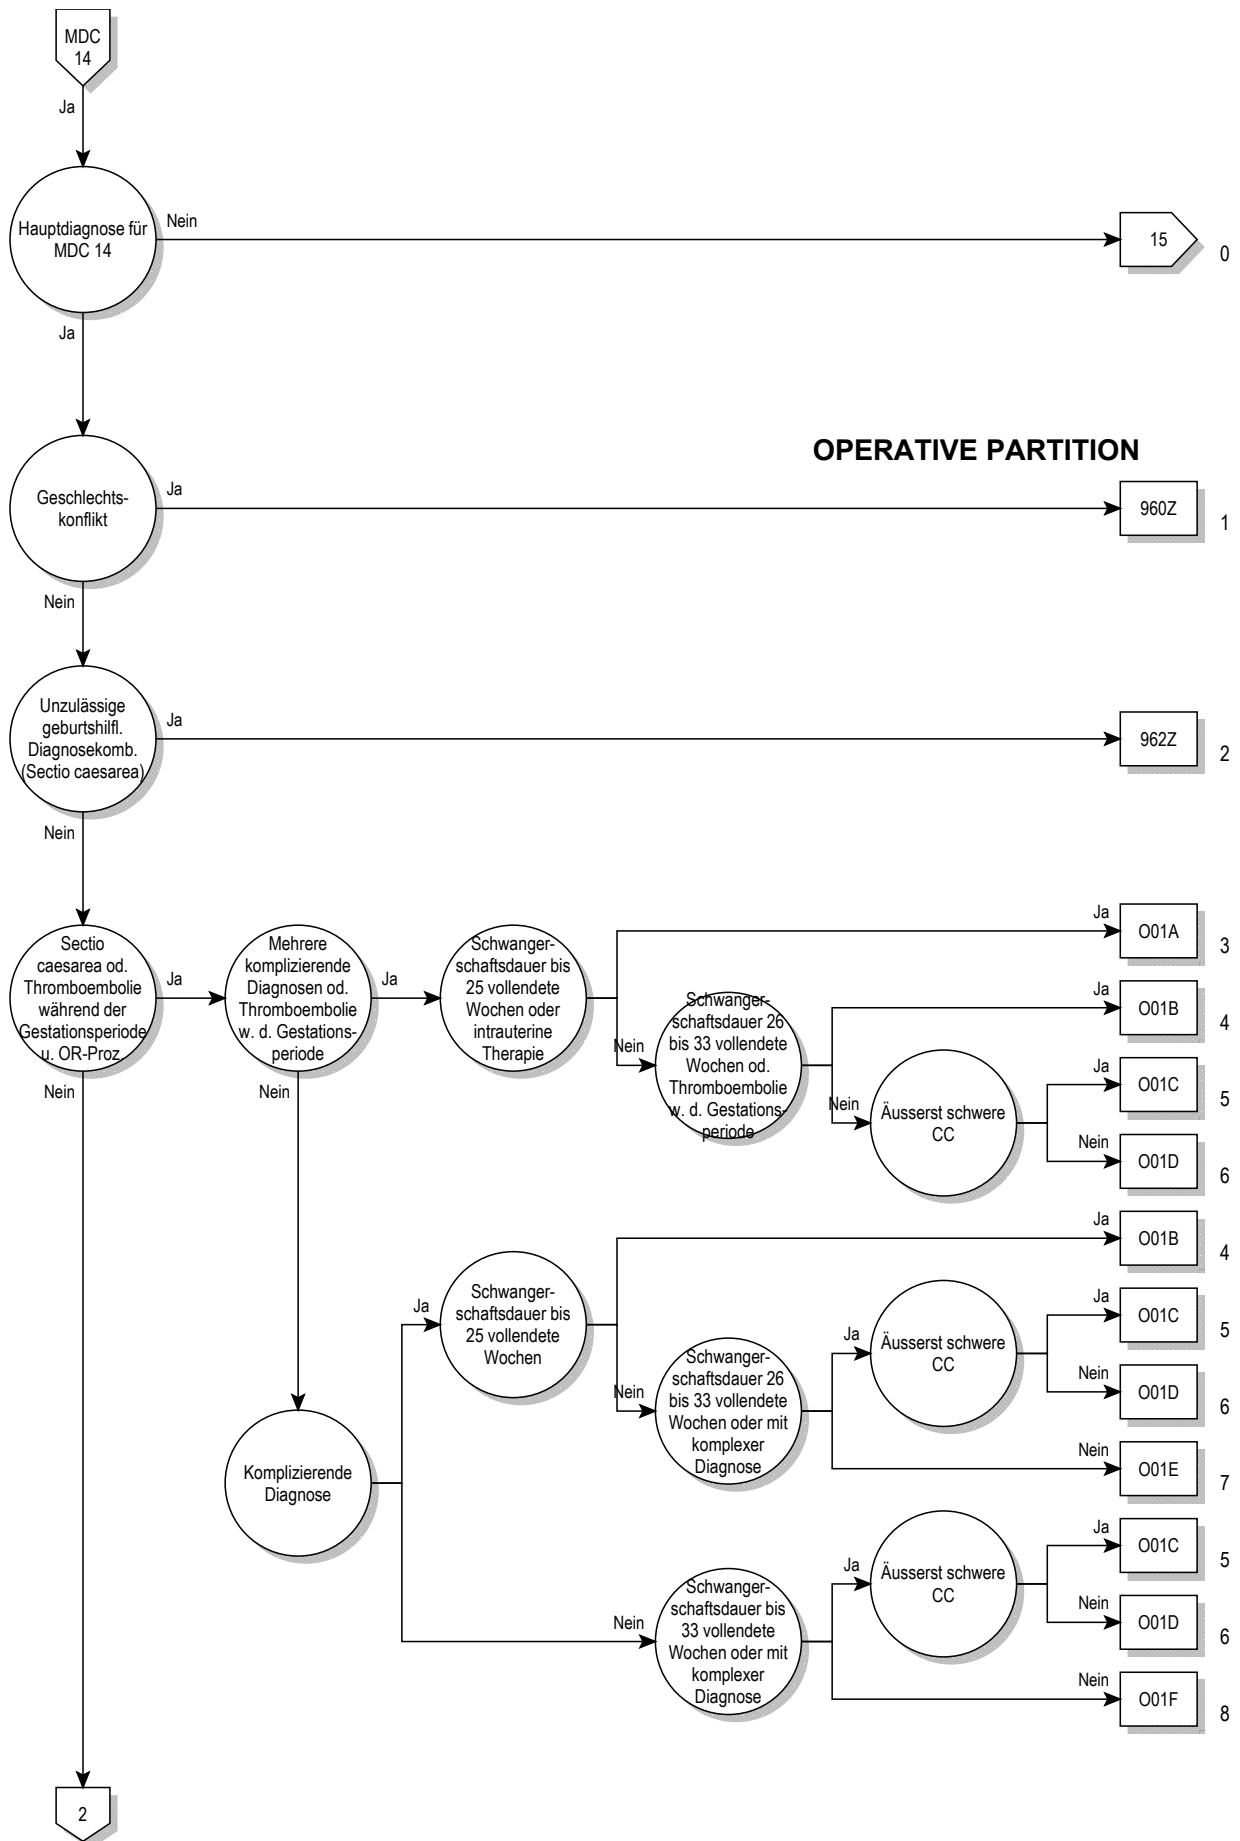 MDC
14
Ja
Hauptdiagnose für
MDC 14
Nein
15
0
Ja
OPERATIVE PARTITION
Geschlechts-
konflikt
Ja
960Z
1
Nein
Unzulässige
geburtshilfl.
Diagnosekomb.
(Sectio caesarea)
Ja
962Z
2
Nein
Sectio
caesarea od.
Thromboembolie
während der
Gestationsperiode
u. OR-Proz.
Ja
Nein
Mehrere
komplizierende
Diagnosen od.
Thromboembolie
w. d. Gestations-
periode
Ja
Nein
Schwanger-
schaftsdauer bis
25 vollendete
Wochen oder
intrauterine
Therapie
Ja
O01A
3
Nein
Schwanger-
schaftsdauer 26
bis 33 vollendete
Wochen od.
Thromboembolie
w. d. Gestations-
periode
Ja
O01B
4
Nein
Äusserst schwere
CC
Ja
O01C
5
Nein
O01D
6
Komplizierende
Diagnose
Ja
Schwanger-
schaftsdauer bis
25 vollendete
Wochen
Ja
O01B
4
Nein
Schwanger-
schaftsdauer 26
bis 33 vollendete
Wochen oder mit
komplexer
Diagnose
Ja
Äusserst schwere
CC
Ja
O01C
5
Nein
O01D
6
Nein
O01E
7
Nein
Schwanger-
schaftsdauer bis
33 vollendete
Wochen oder mit
komplexer
Diagnose
Ja
Äusserst schwere
CC
Ja
O01C
5
Nein
O01D
6
Nein
O01F
8
2